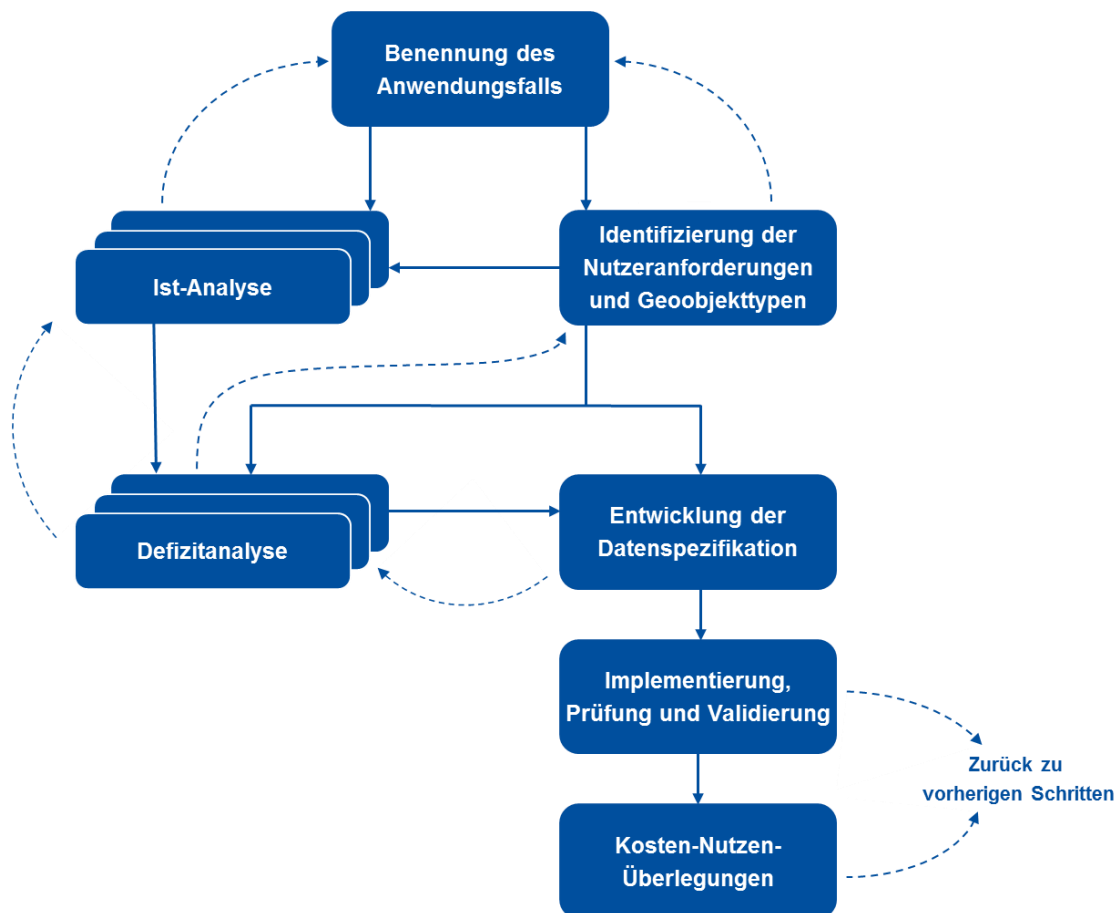 Benennung des
Anwendungsfalls
Identifizierung der
Nutzeranforderungen
und Geoobjekttypen
Ist-Analyse
Defizitanalyse
Entwicklung der
Datenspezifikation
Implementierung,
Prüfung und Validierung
Zurück zu
vorherigen Schritten
Kosten-Nutzen-
Überlegungen